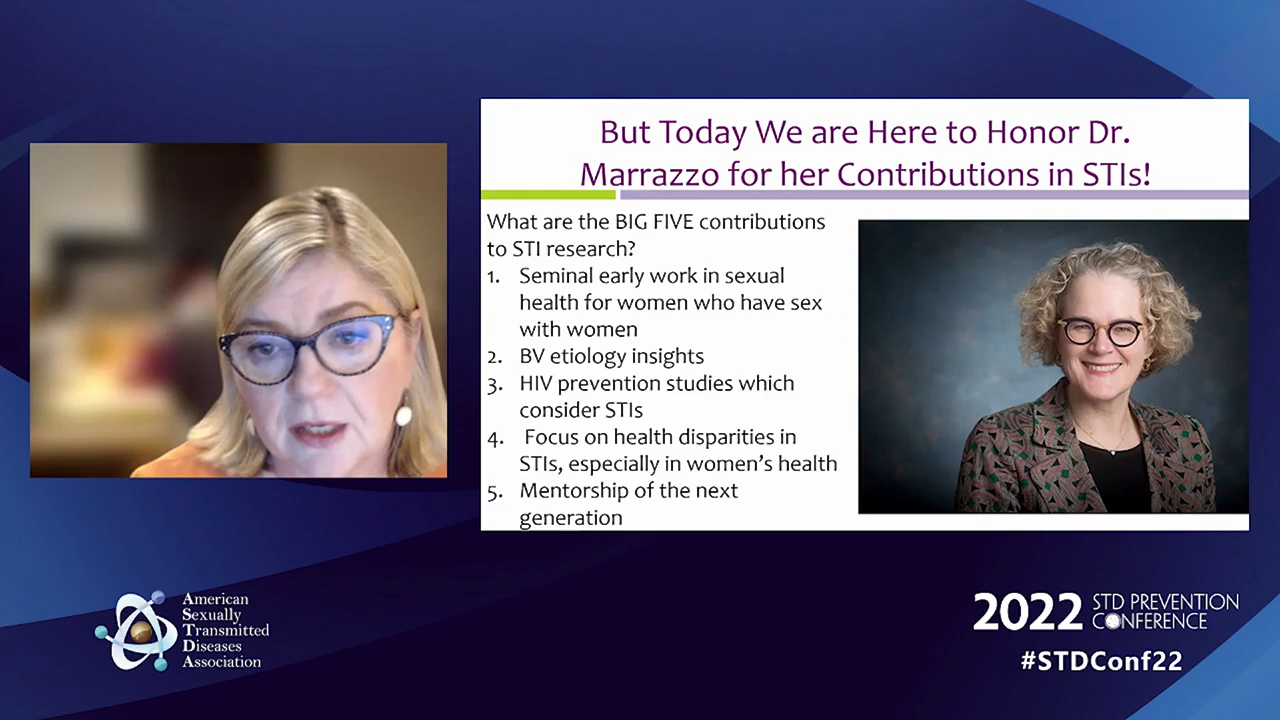 But Today We are Here to Honor Dr.
Marrazzo for her Contributions in STIs!
What are the BIG FIVE contributions
to STI research?
1. Seminal early work in sexual
health for women who have sex
with women
2. BV etiology insights
3. HIV prevention studies which
consider STIs
4. Focus on health disparities in
STIs, especially in women's health
5. Mentorship of the next
generation
American
Sexually
Transmitted
Diseases
Association
2022 STD PREVENTION
CONFERENCE
#STDConf22